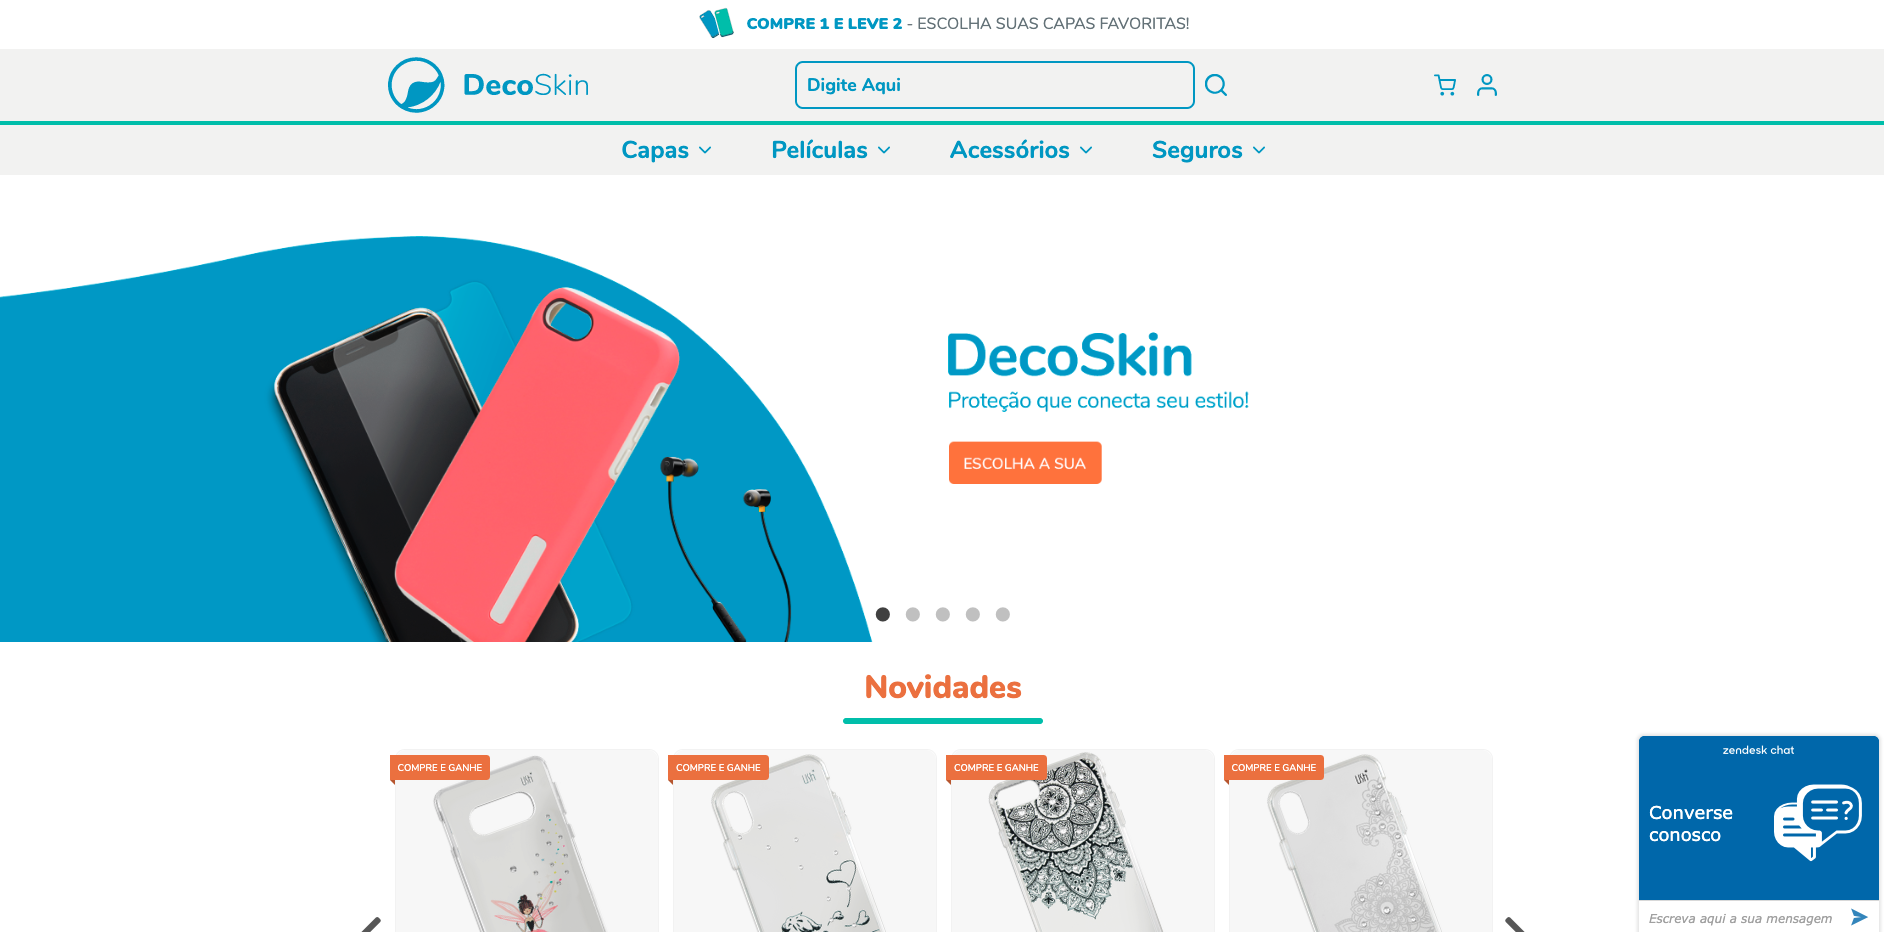 COMPRE 1 E LEVE 2 - ESCOLHA SUAS CAPAS FAVORITAS!
DecoSkin
Digite Aqui
Capas
Películas
Acessórios
Seguros
DecoSkin
Proteção que conecta seu estilo!
ESCOLHA A SUA
Novidades
COMPRE E GANHE
COMPRE E GANHE
COMPRE E GANHE
COMPRE E GANHE
zendesk chat
Converse
conosco
Escreva aqui a sua mensagem